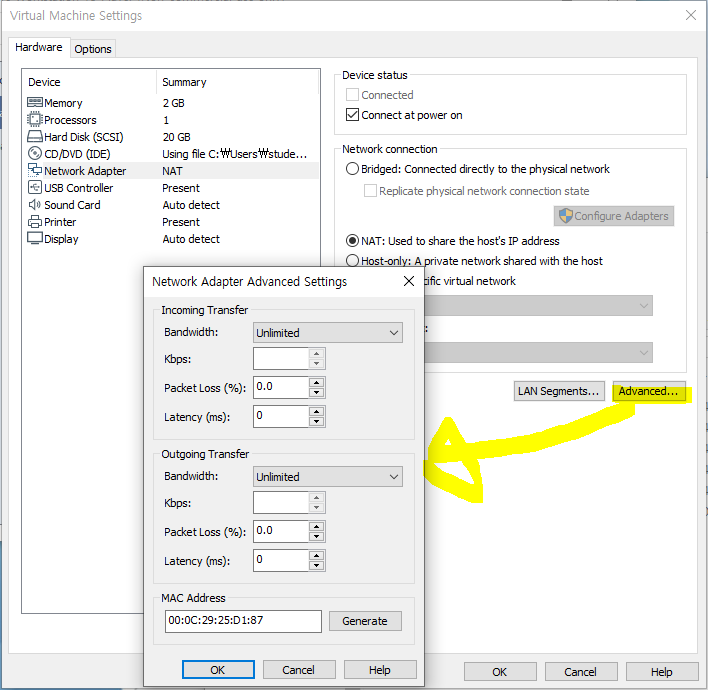 Virtual Machine Settings
Hardware
Options
Device Summary
Memory 2 GB
Processors 1
Hard Disk (SCSI) 20 GB
CD/DVD (IDE) Using file C:₩Users₩stude...
Network Adapter NAT
USB Controller Present
Sound Card Auto detect
Printer Present
Display Auto detect
Device status
Connected
Connect at power on
Network connection
Bridged: Connected directly to the physical network
Replicate physical network connection state
Configure Adapters
NAT: Used to share the host's IP address
Host-only: A private network shared with the host
virtual network
LAN Segments...
Advanced...
Network Adapter Advanced Settings
Incoming Transfer
Bandwidth: Unlimited
Kbps:
Packet Loss (%): 0.0
Latency (ms): 0
Outgoing Transfer
Bandwidth: Unlimited
Kbps:
Packet Loss (%): 0.0
Latency (ms): 0
MAC Address
00:0C:29:25:D1:87
Generate
OK Cancel Help
OK Cancel Help